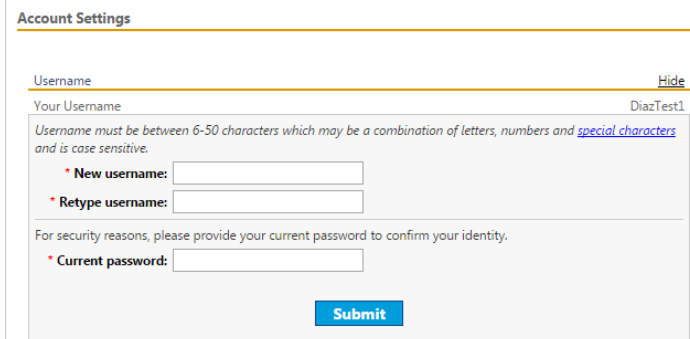 Account Settings
Username Hide
Your Username DiazTest1
Username must be between 6-50 characters which may be a combination of letters, numbers and special characters
and is case sensitive.
* New username:
* Retype username:
For security reasons, please provide your current password to confirm your identity.
* Current password:
Submit